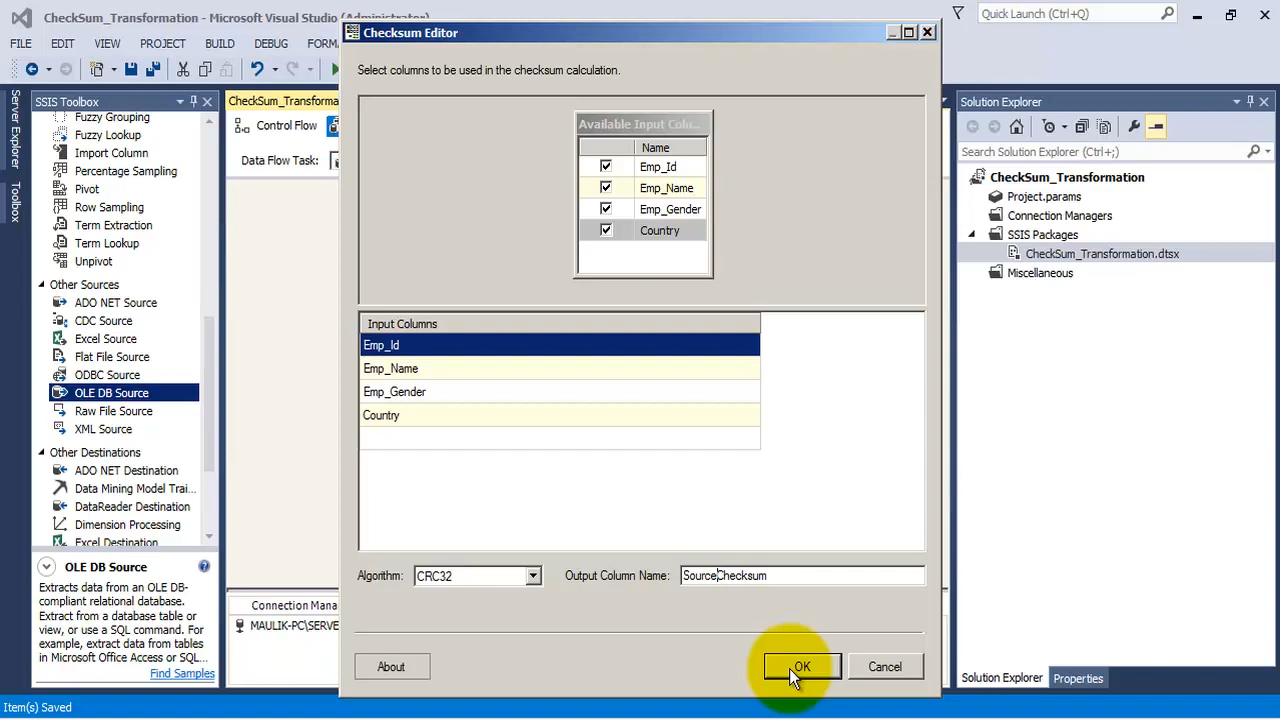 CheckSum_Transformation - Microsoft Visual Studio (Administrator)
Quick Launch (Ctrl+Q)
FILE EDIT VIEW PROJECT BUILD DEBUG
Server Explorer
Toolbox
SSIS Toolbox
Fuzzy Grouping
Fuzzy Lookup
Import Column
Percentage Sampling
Pivot
Row Sampling
Term Extraction
Term Lookup
Unpivot
Other Sources
ADO NET Source
CDC Source
Excel Source
Flat File Source
ODBC Source
OLE DB Source
Raw File Source
XML Source
Other Destinations
ADO NET Destination
Data Mining Model Trai...
DataReader Destination
Dimension Processing
Excel Destination
OLE DB Source
Extracts data from an OLE DB-
compliant relational database.
Extract from a database table or
view, or use a SQL command. For
example, extract data from tables
in Microsoft Office Access or SQL...
Find Samples
CheckSum_Transforma
Control Flow
Data Flow Task:
Connection Mana
MAULIK-PC\SERVE
Checksum Editor
Select columns to be used in the checksum calculation.
Available Input Colu...
Name
Emp_Id
Emp_Name
Emp_Gender
Country
Input Columns
Emp_Id
Emp_Name
Emp_Gender
Country
Algorithm: CRC32
Output Column Name: SourceChecksum
About
OK
Cancel
Solution Explorer
Search Solution Explorer (Ctrl+;)
CheckSum_Transformation
Project.params
Connection Managers
SSIS Packages
CheckSum_Transformation.dtsx
Miscellaneous
Solution Explorer Properties
Item(s) Saved